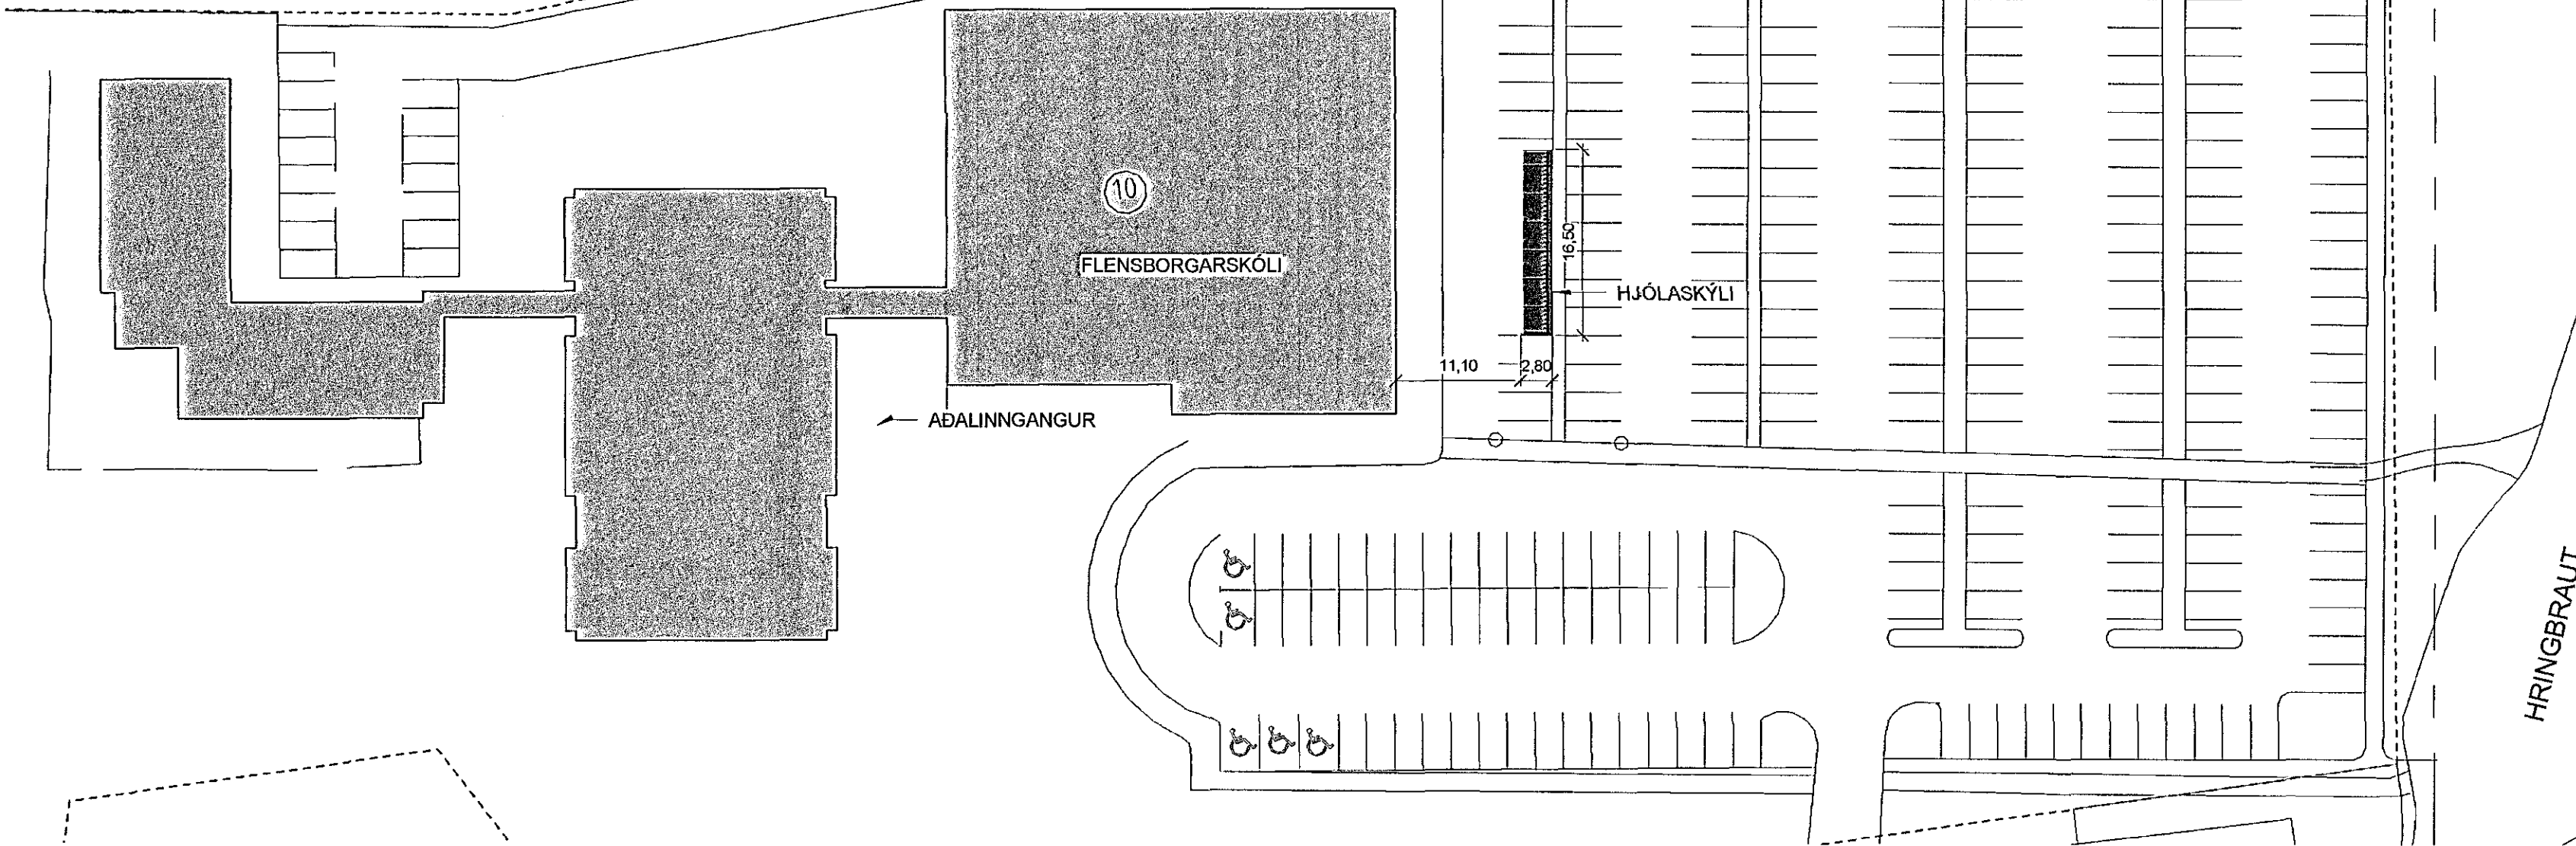 10
FLENSBORGARSKÓLI
16,50
HJÓLASKÝLI
11,10
2,80
AÐALINNGANGUR
HRINGBRAUT